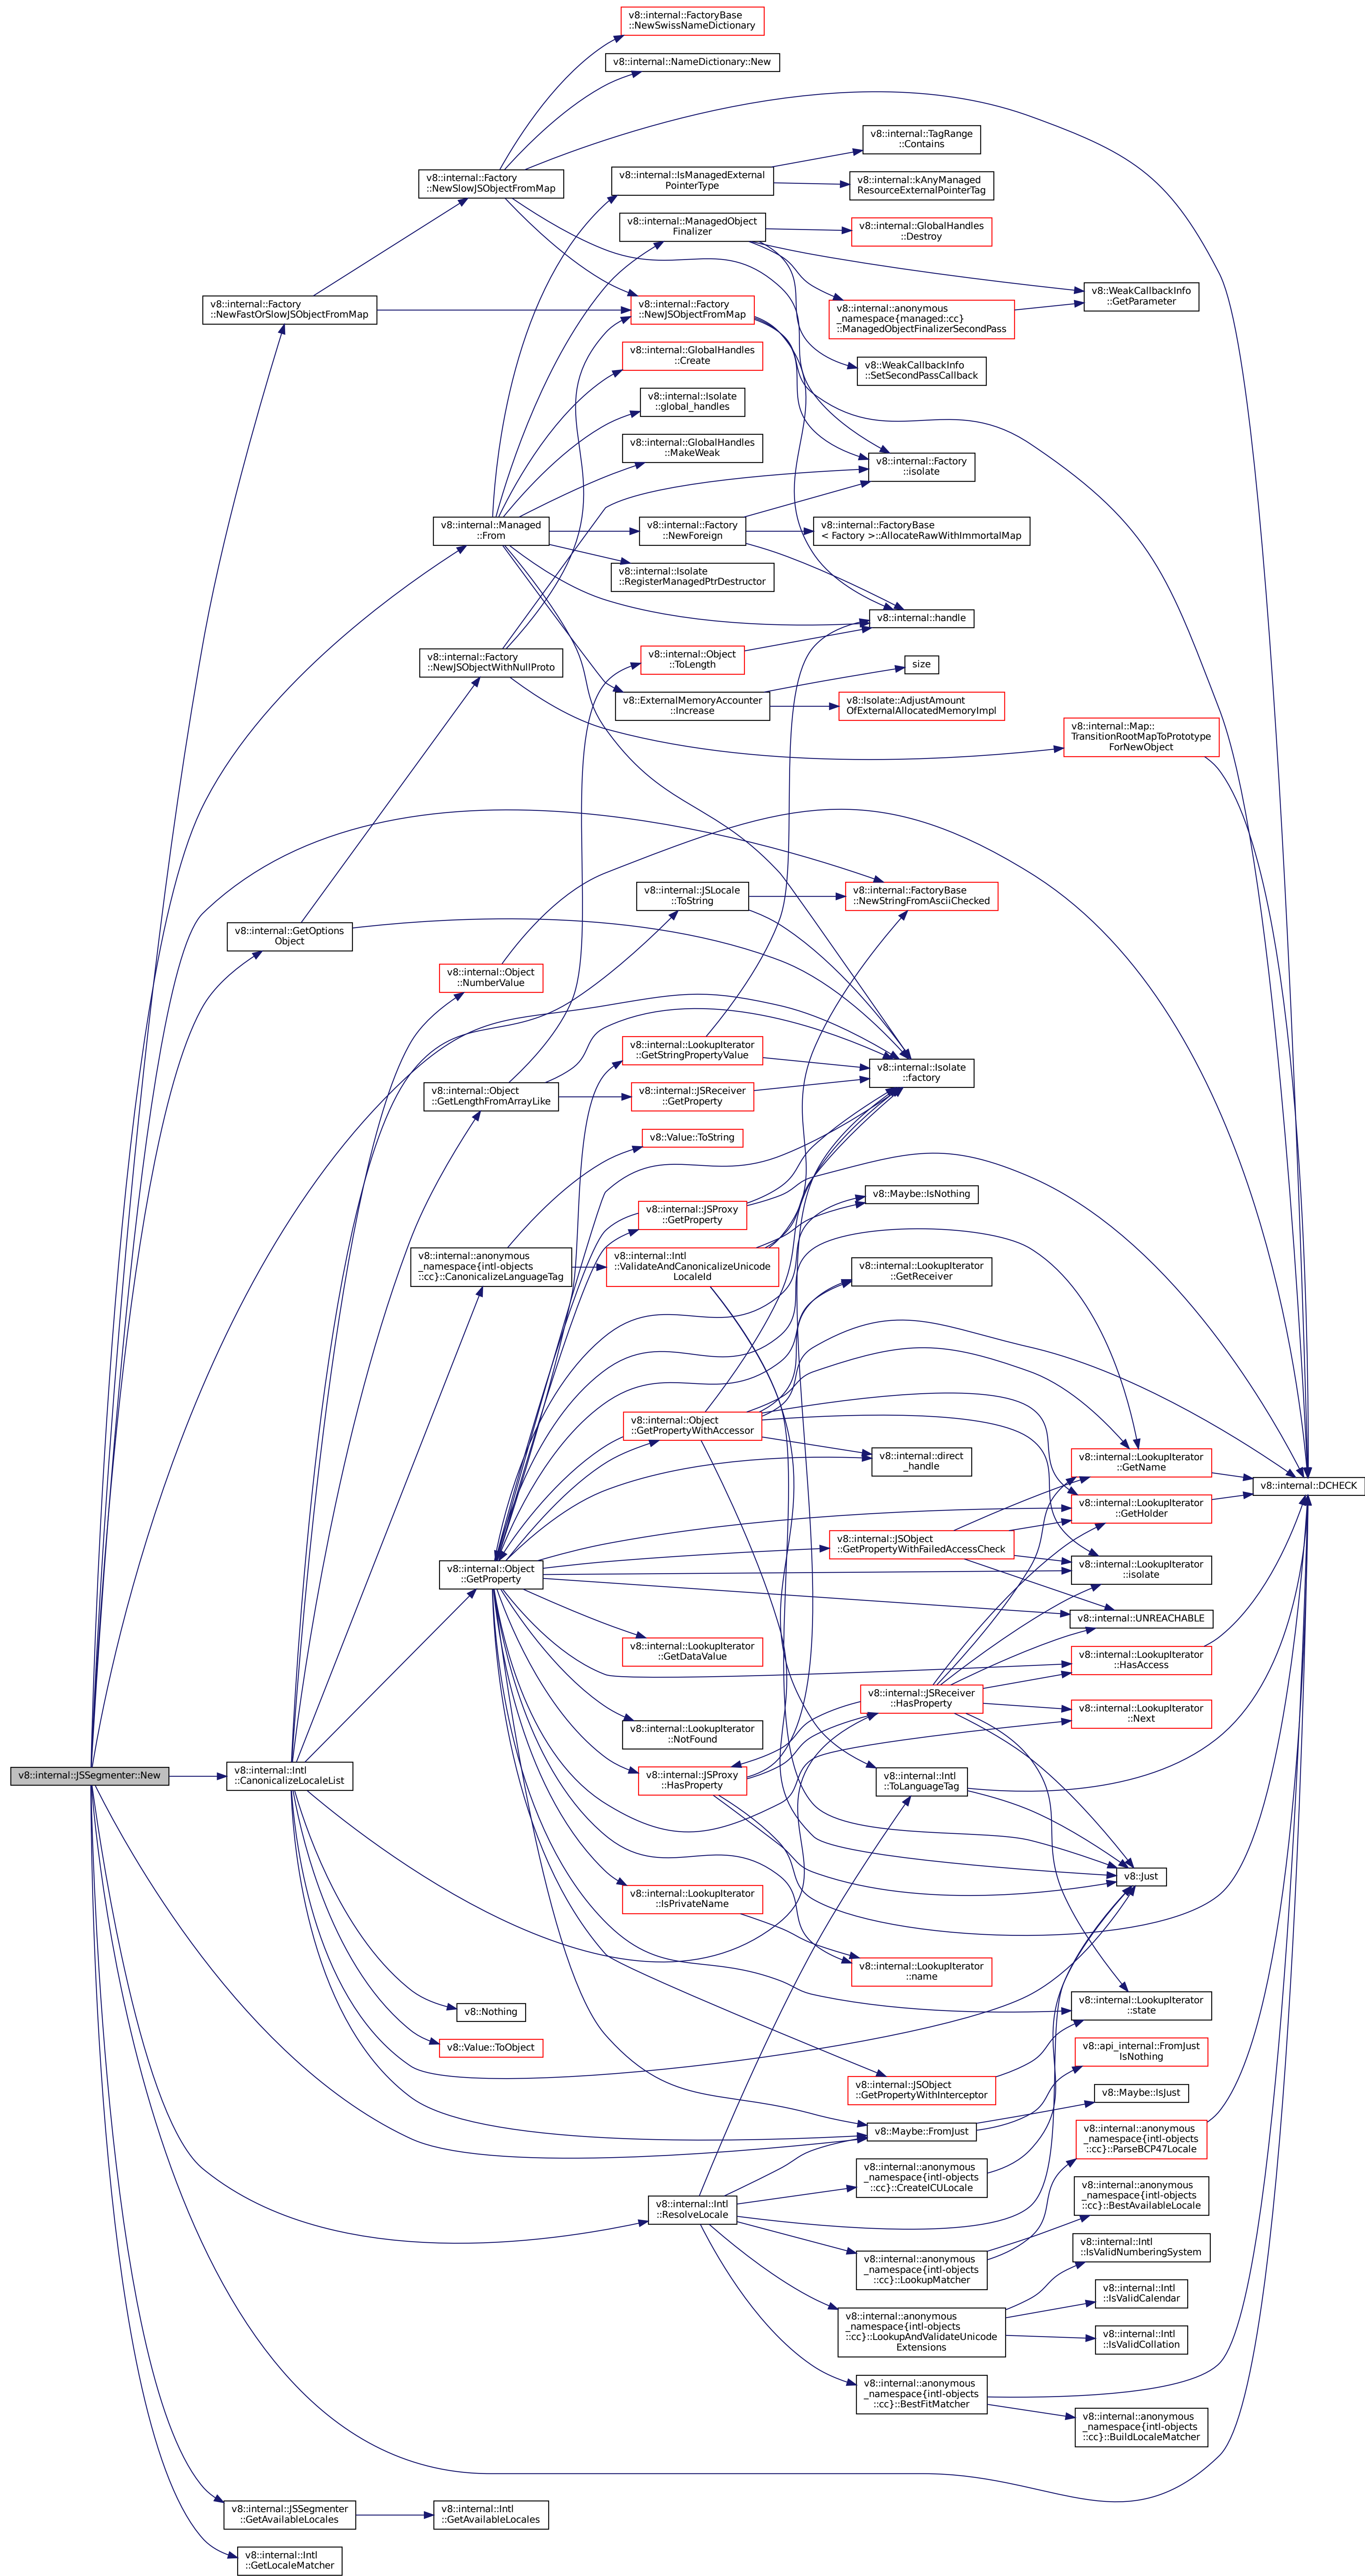 v8::internal::FactoryBase
::NewSwissNameDictionary
v8::internal::NameDictionary::New
v8::internal::TagRange
::Contains
v8::internal::Factory
::NewSlowJSObjectFromMap
v8::internal::IsManagedExternal
PointerType
v8::internal::kAnyManaged
ResourceExternalPointerTag
v8::internal::ManagedObject
Finalizer
v8::internal::GlobalHandles
::Destroy
v8::WeakCallbackInfo
::GetParameter
v8::internal::Factory
::NewFastOrSlowJSObjectFromMap
v8::internal::Factory
::NewJSObjectFromMap
v8::internal::anonymous
_namespace{managed::cc}
::ManagedObjectFinalizerSecondPass
v8::internal::GlobalHandles
::Create
v8::WeakCallbackInfo
::SetSecondPassCallback
v8::internal::Isolate
::global_handles
v8::internal::GlobalHandles
::MakeWeak
v8::internal::Factory
::isolate
v8::internal::Managed
::From
v8::internal::Factory
::NewForeign
v8::internal::FactoryBase
< Factory >::AllocateRawWithImmortalMap
v8::internal::Isolate
::RegisterManagedPtrDestructor
v8::internal::handle
v8::internal::Factory
::NewJSObjectWithNullProto
v8::internal::Object
::ToLength
size
v8::ExternalMemoryAccounter
::Increase
v8::Isolate::AdjustAmount
OfExternalAllocatedMemoryImpl
v8::internal::Map::
TransitionRootMapToPrototype
ForNewObject
v8::internal::JSLocale
::ToString
v8::internal::FactoryBase
::NewStringFromAsciiChecked
v8::internal::GetOptions
Object
v8::internal::Object
::NumberValue
v8::internal::LookupIterator
::GetStringPropertyValue
v8::internal::Isolate
::factory
v8::internal::Object
::GetLengthFromArrayLike
v8::internal::JSReceiver
::GetProperty
v8::Value::ToString
v8::Maybe::IsNothing
v8::internal::JSProxy
::GetProperty
v8::internal::anonymous
_namespace{intl-objects
::cc}::CanonicalizeLanguageTag
v8::internal::Intl
::ValidateAndCanonicalizeUnicode
LocaleId
v8::internal::LookupIterator
::GetReceiver
v8::internal::Object
::GetPropertyWithAccessor
v8::internal::direct
_handle
v8::internal::LookupIterator
::GetName
v8::internal::DCHECK
v8::internal::LookupIterator
::GetHolder
v8::internal::JSObject
::GetPropertyWithFailedAccessCheck
v8::internal::Object
::GetProperty
v8::internal::LookupIterator
::isolate
v8::internal::UNREACHABLE
v8::internal::LookupIterator
::GetDataValue
v8::internal::LookupIterator
::HasAccess
v8::internal::JSReceiver
::HasProperty
v8::internal::LookupIterator
::Next
v8::internal::LookupIterator
::NotFound
v8::internal::JSSegmenter::New
v8::internal::Intl
::CanonicalizeLocaleList
v8::internal::JSProxy
::HasProperty
v8::internal::Intl
::ToLanguageTag
v8::Just
v8::internal::LookupIterator
::IsPrivateName
v8::internal::LookupIterator
::name
v8::Nothing
v8::internal::LookupIterator
::state
v8::Value::ToObject
v8::api_internal::FromJust
IsNothing
v8::internal::JSObject
::GetPropertyWithInterceptor
v8::Maybe::IsJust
v8::Maybe::FromJust
v8::internal::anonymous
_namespace{intl-objects
::cc}::ParseBCP47Locale
v8::internal::anonymous
_namespace{intl-objects
::cc}::CreateICULocale
v8::internal::anonymous
_namespace{intl-objects
::cc}::BestAvailableLocale
v8::internal::Intl
::ResolveLocale
v8::internal::Intl
::IsValidNumberingSystem
v8::internal::anonymous
_namespace{intl-objects
::cc}::LookupMatcher
v8::internal::Intl
::IsValidCalendar
v8::internal::anonymous
_namespace{intl-objects
::cc}::LookupAndValidateUnicode
Extensions
v8::internal::Intl
::IsValidCollation
v8::internal::anonymous
_namespace{intl-objects
::cc}::BestFitMatcher
v8::internal::anonymous
_namespace{intl-objects
::cc}::BuildLocaleMatcher
v8::internal::JSSegmenter
::GetAvailableLocales
v8::internal::Intl
::GetAvailableLocales
v8::internal::Intl
::GetLocaleMatcher